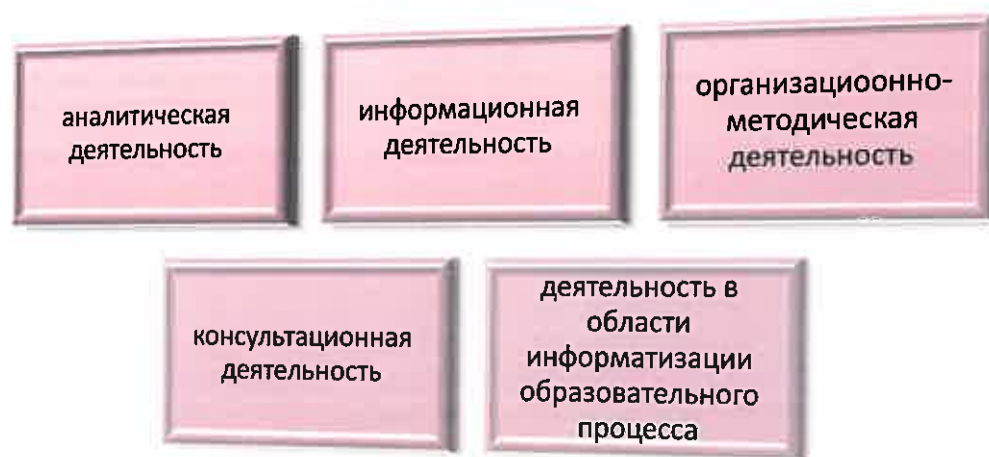 аналитическая
деятельность
информационная
деятельность
организациоонно-
методическая
деятельность
консультационная
деятельность
деятельность в
области
информатизации
образовательного
процесса